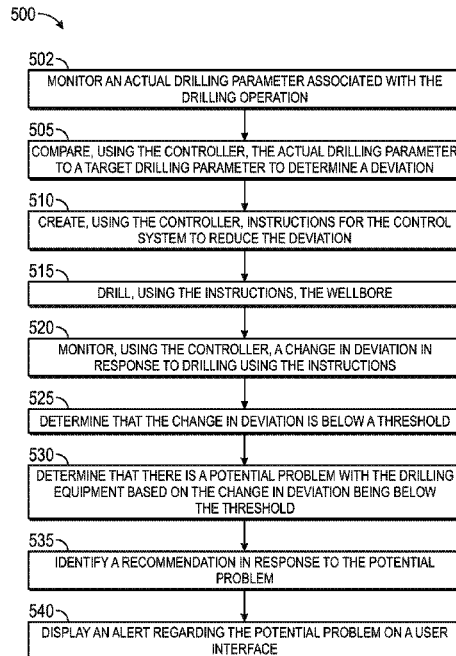 500
502
MONITOR AN ACTUAL DRILLING PARAMETER ASSOCIATED WITH THE
DRILLING OPERATION
505
COMPARE, USING THE CONTROLLER, THE ACTUAL DRILLING PARAMETER
TO A TARGET DRILLING PARAMETER TO DETERMINE A DEVIATION
510
CREATE, USING THE CONTROLLER, INSTRUCTIONS FOR THE CONTROL
SYSTEM TO REDUCE THE DEVIATION
515
DRILL, USING THE INSTRUCTIONS, THE WELLBORE
520
MONITOR, USING THE CONTROLLER, A CHANGE IN DEVIATION IN
RESPONSE TO DRILLING USING THE INSTRUCTIONS
525
DETERMINE THAT THE CHANGE IN DEVIATION IS BELOW A THRESHOLD
530
DETERMINE THAT THERE IS A POTENTIAL PROBLEM WITH THE DRILLING
EQUIPMENT BASED ON THE CHANGE IN DEVIATION BEING BELOW
THE THRESHOLD
535
IDENTIFY A RECOMMENDATION IN RESPONSE TO THE POTENTIAL
PROBLEM
540
DISPLAY AN ALERT REGARDING THE POTENTIAL PROBLEM ON A USER
INTERFACE